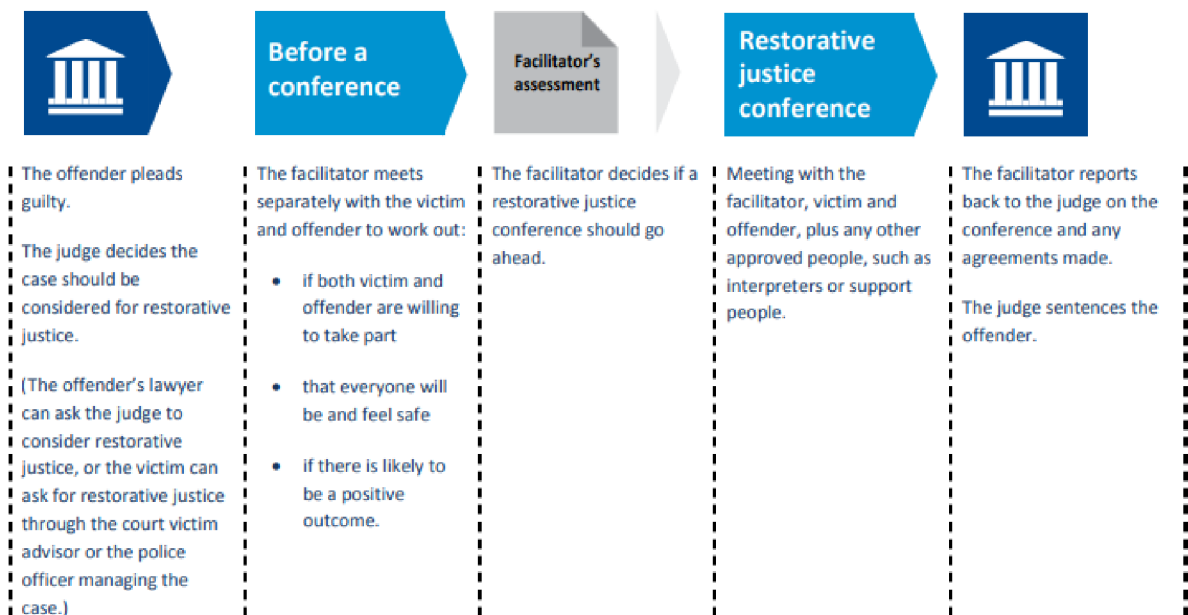 Before a
conference
Facilitator's
assessment
Restorative
justice
conference
The offender pleads
guilty.
The judge decides the
case should be
considered for restorative
justice.
(The offender's lawyer
can ask the judge to
consider restorative
justice, or the victim can
ask for restorative justice
through the court victim
advisor or the police
officer managing the
case.)
The facilitator meets
separately with the victim
and offender to work out:
• if both victim and
offender are willing
to take part
• that everyone will
be and feel safe
• if there is likely to
be a positive
outcome.
The facilitator decides if a
restorative justice
conference should go
ahead.
Meeting with the
facilitator, victim and
offender, plus any other
approved people, such as
interpreters or support
people.
The facilitator reports
back to the judge on the
conference and any
agreements made.
The judge sentences the
offender.